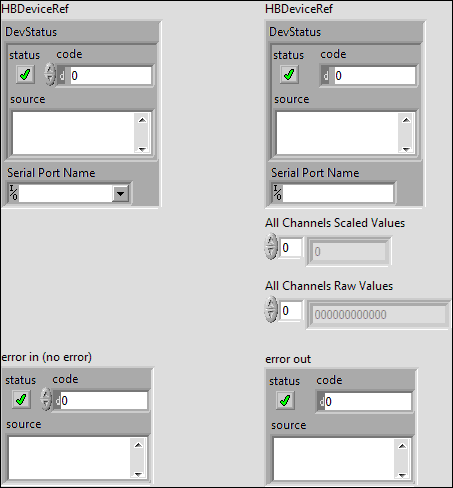 HBDeviceRef
DevStatus
status code
d 0
source
Serial Port Name
I/0
HBDeviceRef
DevStatus
status code
d 0
source
Serial Port Name
I/0
All Channels Scaled Values
0 0
All Channels Raw Values
0 000000000000
error in (no error)
status code
d 0
source
error out
status code
d 0
source